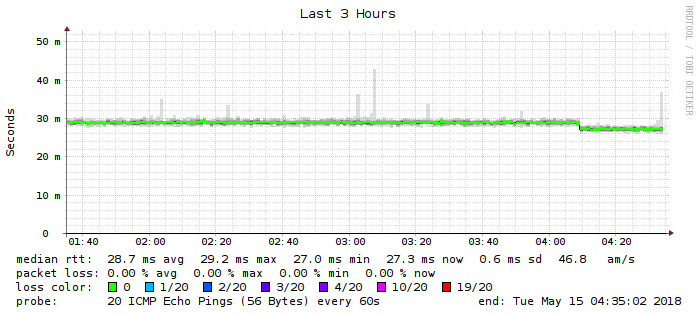 Last 3 Hours
RRDTOOL / TOBI OETIKER
Seconds
50 m
40 m
30 m
20 m
10 m
0
01:40 02:00 02:20 02:40 03:00 03:20 03:40 04:00 04:20
median rtt: 28.7 ms avg 29.2 ms max 27.0 ms min 27.3 ms now 0.6 ms sd 46.8 am/s
packet loss: 0.00 % avg 0.00 % max 0.00 % min 0.00 % now
loss color: 0 1/20 2/20 3/20 4/20 10/20 19/20
probe: 20 ICMP Echo Pings (56 Bytes) every 60s end: Tue May 15 04:35:02 2018